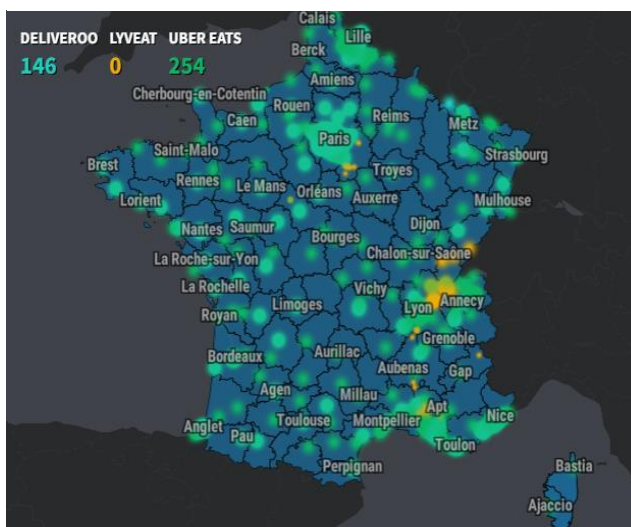 DELIVEROO LYVEAT UBER EATS
146 0 254
Calais
Lille
Berck
Amiens
Cherbourg-en-Cotentin
Rouen
Reims
Caen
Metz
Paris
Saint-Malo
Strasbourg
Brest
Troyes
Rennes
Le Mans
Orléans
Auxerre
Lorient
Mulhouse
Dijon
Nantes
Saumur
Bourges
Chalon-sur-Saône
La Roche-sur-Yon
La Rochelle
Vichy
Annecy
Limoges
Lyon
Royan
Grenoble
Bordeaux
Aurillac
Aubenas
Gap
Agen
Millau
Apt
Nice
Anglet
Toulouse
Montpellier
Pau
Toulon
Perpignan
Bastia
Ajaccio